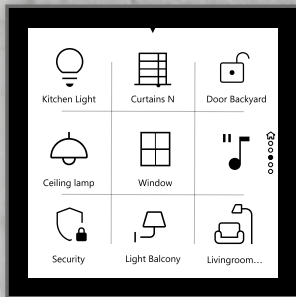 Kitchen Light
Curtains N
Door Backyard
Ceiling lamp
Window
Security
Light Balcony
Livingroom...